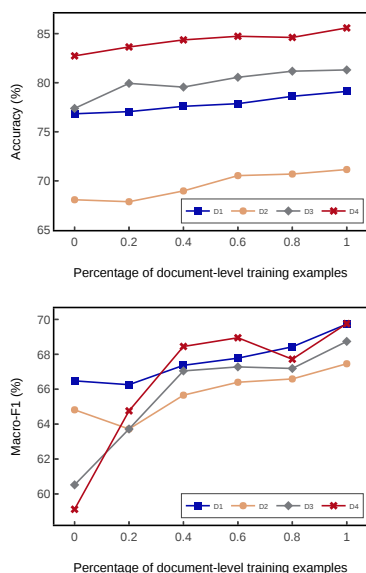 85
80
75
70
65
Accuracy (%)
D1 D2 D3 D4
0 0.2 0.4 0.6 0.8 1
Percentage of document-level training examples
70
68
66
64
62
60
Macro-F1 (%)
D1 D2 D3 D4
0 0.2 0.4 0.6 0.8 1
Percentage of document-level training examples